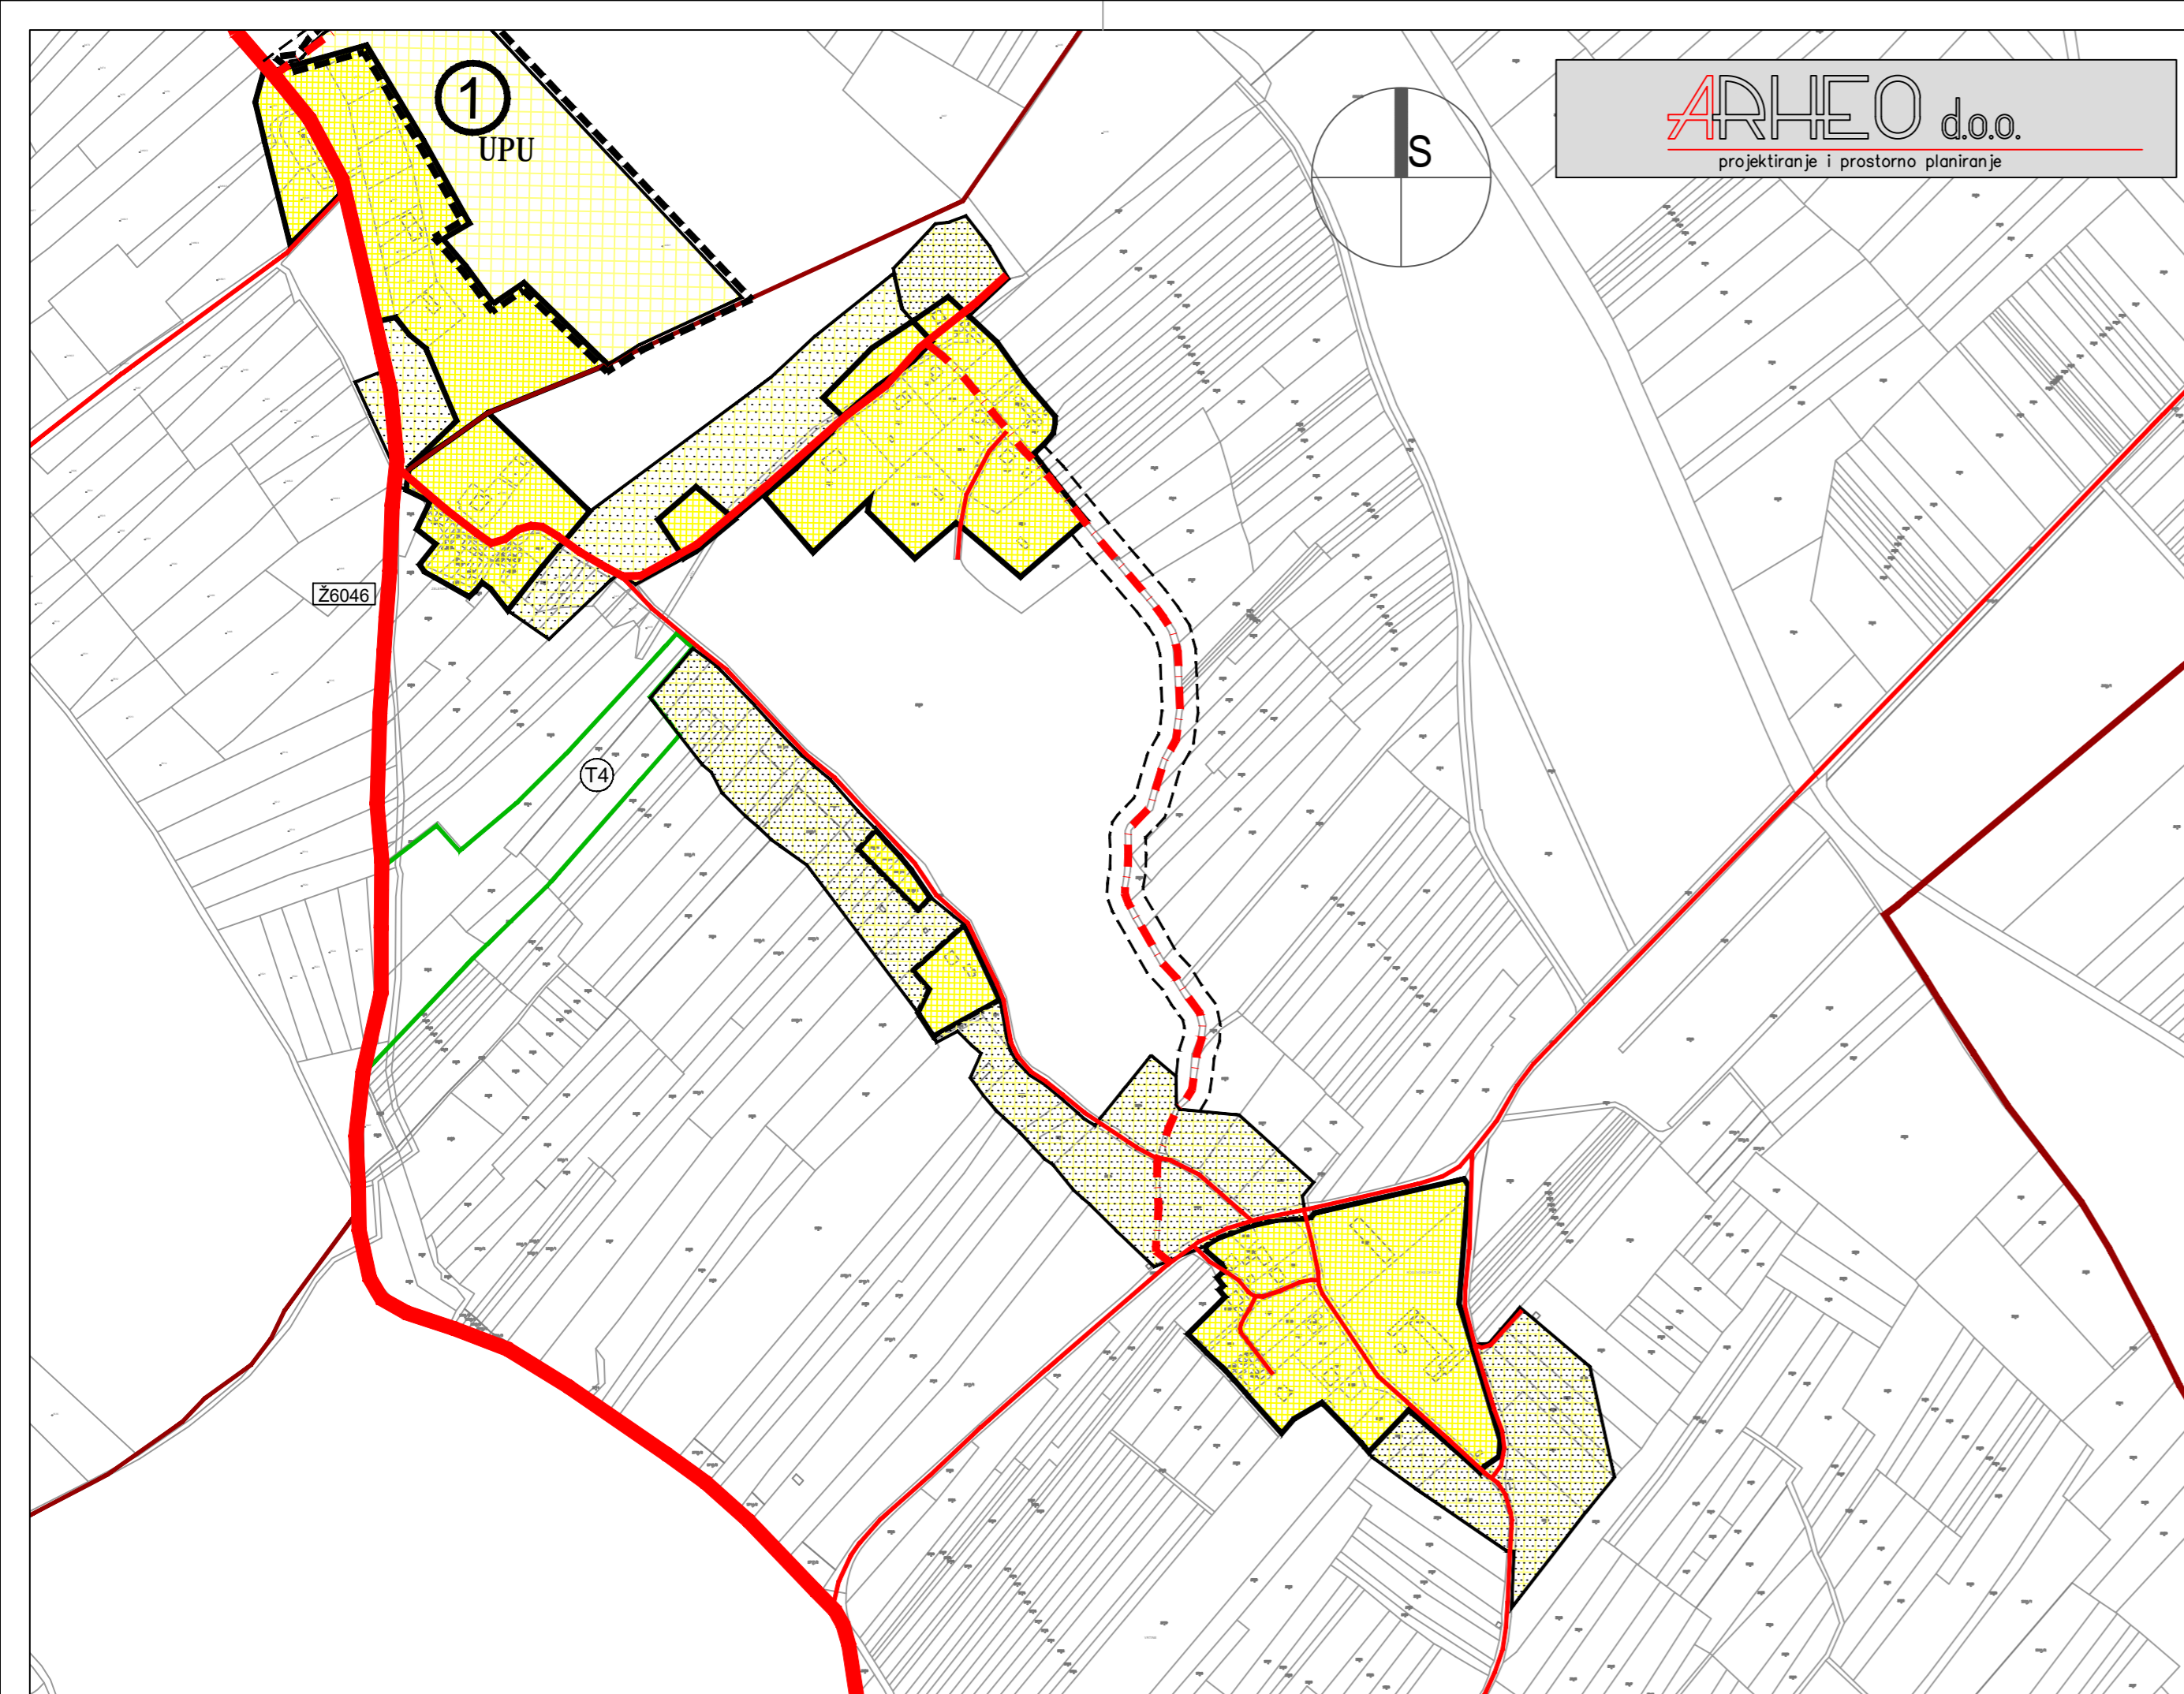 1
UPU
S
ARHEO d.o.o.
projektiranje i prostorno planiranje
Ž6046
T4